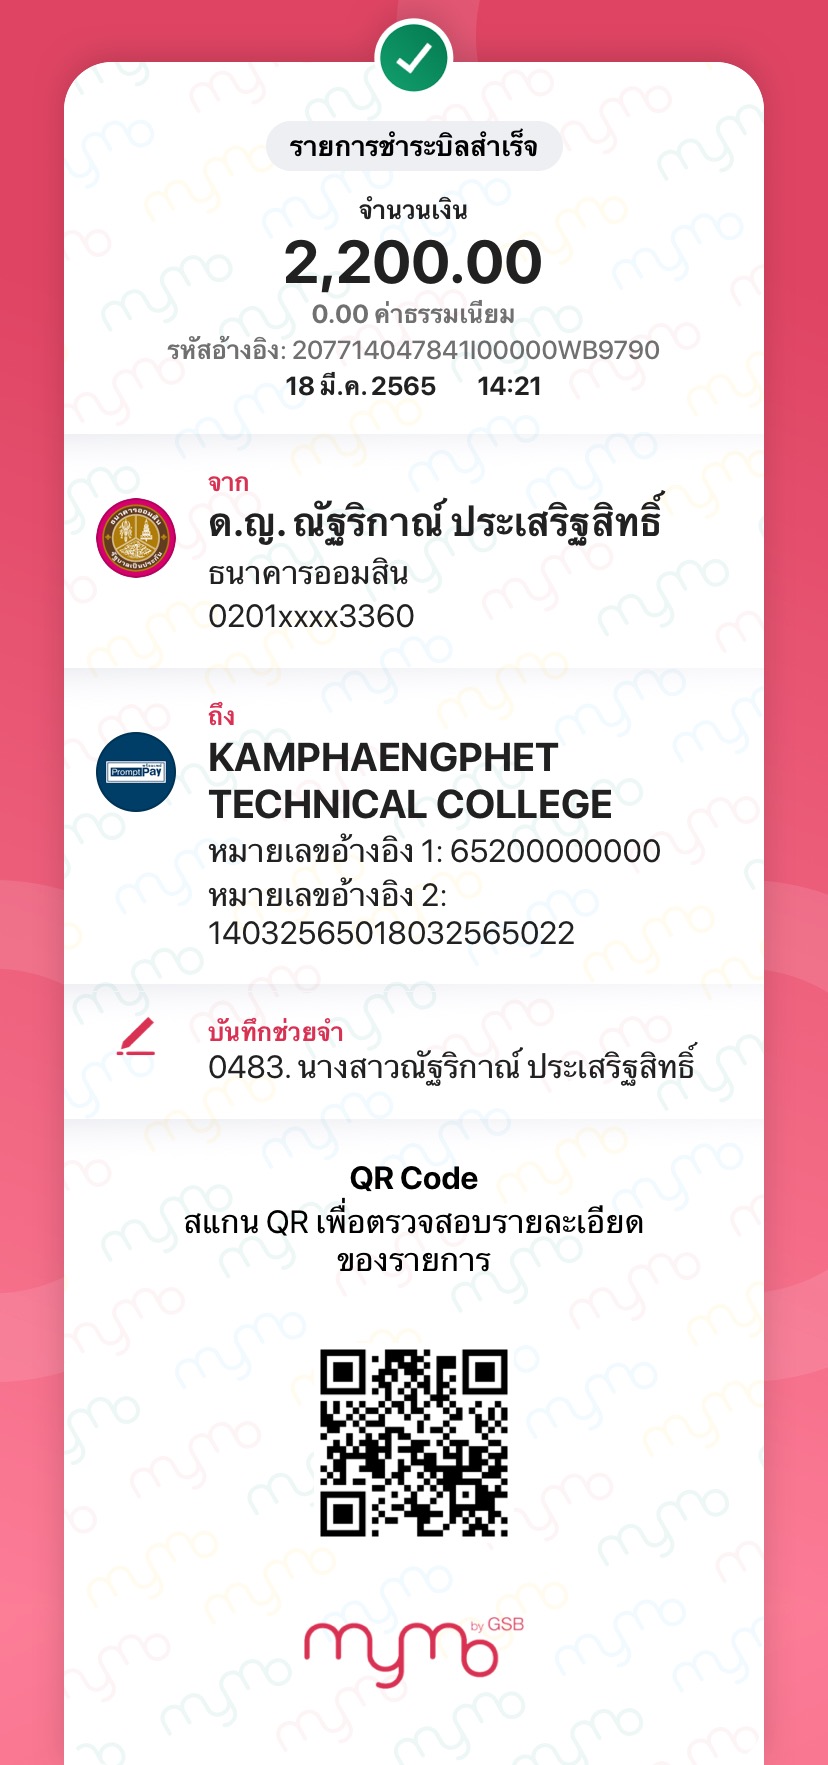 รายการชำระบิลสำเร็จ
จำนวนเงิน
2,200.00
0.00 ค่าธรรมเนียม
รหัสอ้างอิง: 207714047841I00000WB9790
18 มี.ค. 2565 14:21
จาก
ด.ญ. ณัฐริกาณ์ ประเสริฐสิทธิ์
ธนาคารออมสิน
0201xxxx3360
ถึง
PromptPay
KAMPHAENGPHET
TECHNICAL COLLEGE
หมายเลขอ้างอิง 1: 65200000000
หมายเลขอ้างอิง 2:
14032565018032565022
บันทึกช่วยจำ
0483. นางสาวณัฐริกาณ์ ประเสริฐสิทธิ์
QR Code
สแกน QR เพื่อตรวจสอบรายละเอียด
ของรายการ
mymo by GSB